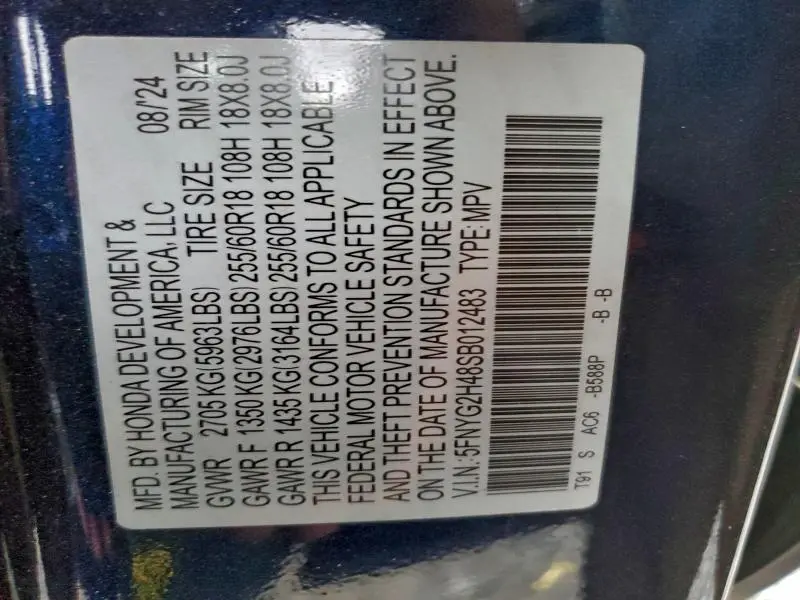 MFD. BY HONDA DEVELOPMENT &
MANUFACTURING OF AMERICA, LLC 08/'24
GVWR 2705 KG(5963LBS) TIRE SIZE RIM SIZE
GAWR F 1350 KG(2976LBS) 255/60R18 108H 18X8.0J
GAWR R 1435 KG(3164LBS) 255/60R18 108H 18X8.0J
THIS VEHICLE CONFORMS TO ALL APPLICABLE
FEDERAL MOTOR VEHICLE SAFETY
AND THEFT PREVENTION STANDARDS IN EFFECT
ON THE DATE OF MANUFACTURE SHOWN ABOVE.
V.I.N.:5FNYG2H48SB012483 TYPE: MPV
T91 S AC6 -B588P -B -B